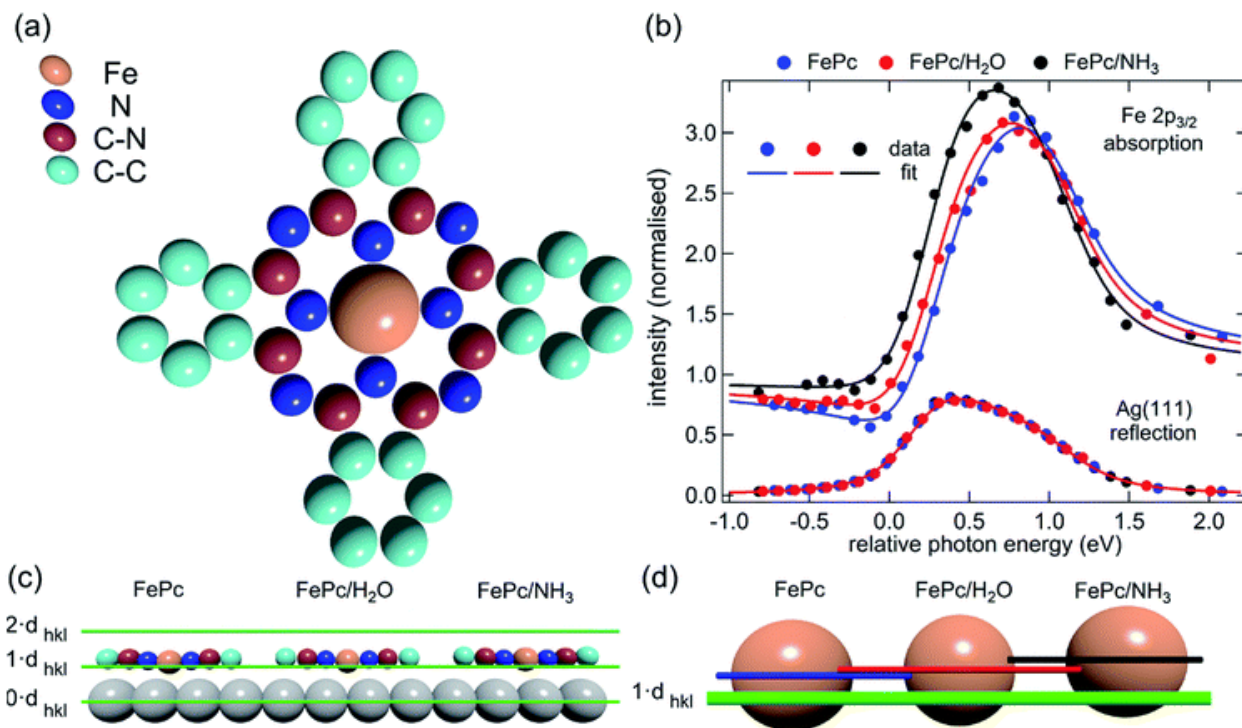 (a)
Fe
N
C-N
C-C
(b)
FePc FePc/H₂O FePc/NH₃
Fe 2p₃/₂
absorption
data
fit
Ag(111)
reflection
intensity (normalised)
3.0
2.5
2.0
1.5
1.0
0.5
0.0
-1.0 -0.5 0.0 0.5 1.0 1.5 2.0
relative photon energy (eV)
(c)
FePc FePc/H₂O FePc/NH₃
2·d hkl
1·d hkl
0·d hkl
(d)
FePc FePc/H₂O FePc/NH₃
1·d hkl